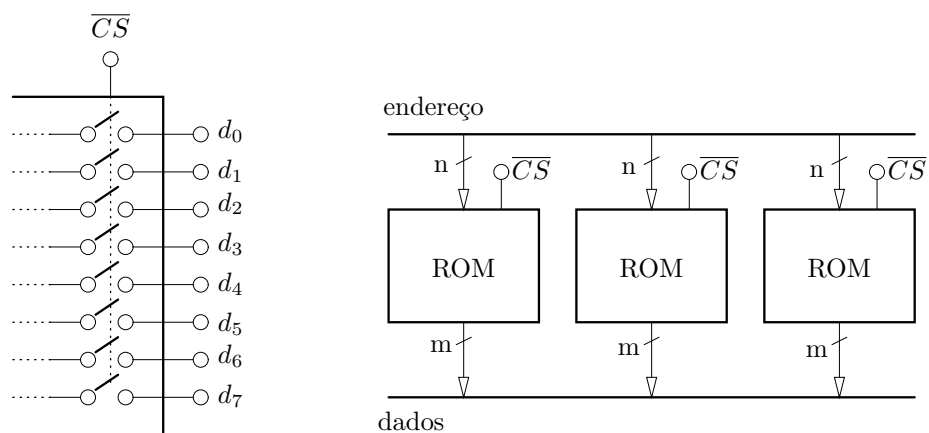 CS
d0
d1
d2
d3
d4
d5
d6
d7
endereço
n CS n CS n CS
ROM ROM ROM
m m m
dados